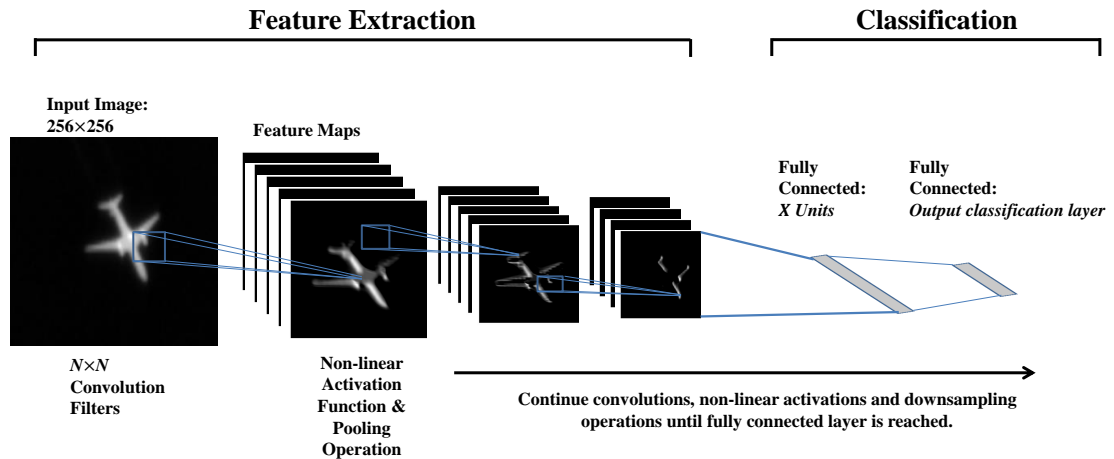 Feature Extraction
Classification
Input Image:
256×256
Feature Maps
Fully
Connected:
X Units
Fully
Connected:
Output classification layer
N×N
Convolution
Filters
Non-linear
Activation
Function &
Pooling
Operation
Continue convolutions, non-linear activations and downsampling
operations until fully connected layer is reached.